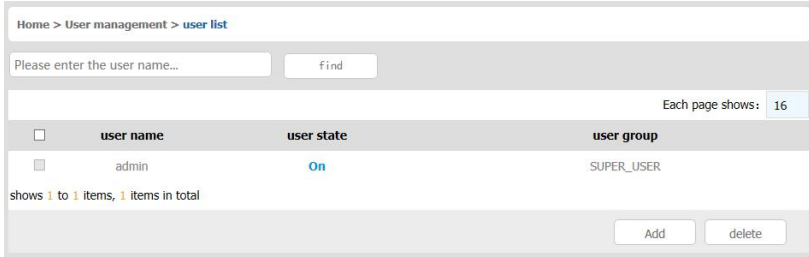 Home > User management > user list
Please enter the user name...
find
Each page shows: 16
user name user state user group
admin On SUPER_USER
shows 1 to 1 items, 1 items in total
Add delete